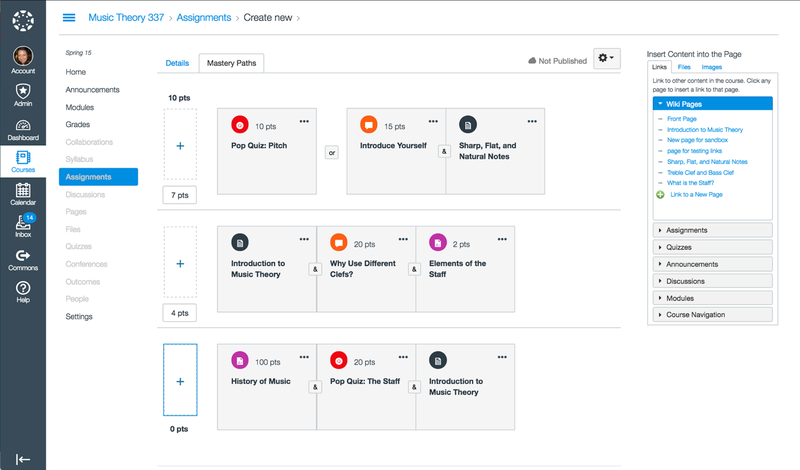 Music Theory 337 › Assignments › Create new ›
Account
Admin
Dashboard
Courses
Calendar
14
Inbox
Commons
Help
Spring 15
Home
Announcements
Modules
Grades
Collaborations
Syllabus
Assignments
Discussions
Pages
Files
Quizzes
Conferences
Outcomes
People
Settings
Details
Mastery Paths
Not Published
10 pts
+
7 pts
10 pts
Pop Quiz: Pitch
or
15 pts
Introduce Yourself
&
Sharp, Flat, and
Natural Notes
+
4 pts
Introduction to
Music Theory
&
20 pts
Why Use Different
Clefs?
&
2 pts
Elements of the
Staff
+
0 pts
100 pts
History of Music
&
20 pts
Pop Quiz: The Staff
&
Introduction to
Music Theory
Insert Content into the Page
Links
Files
Images
Link to other content in the course. Click any
page to insert a link to that page.
Wiki Pages
Front Page
Introduction to Music Theory
New page for sandbox
page for testing links
Sharp, Flat, and Natural Notes
Treble Clef and Bass Clef
What is the Staff?
Link to a New Page
Assignments
Quizzes
Announcements
Discussions
Modules
Course Navigation